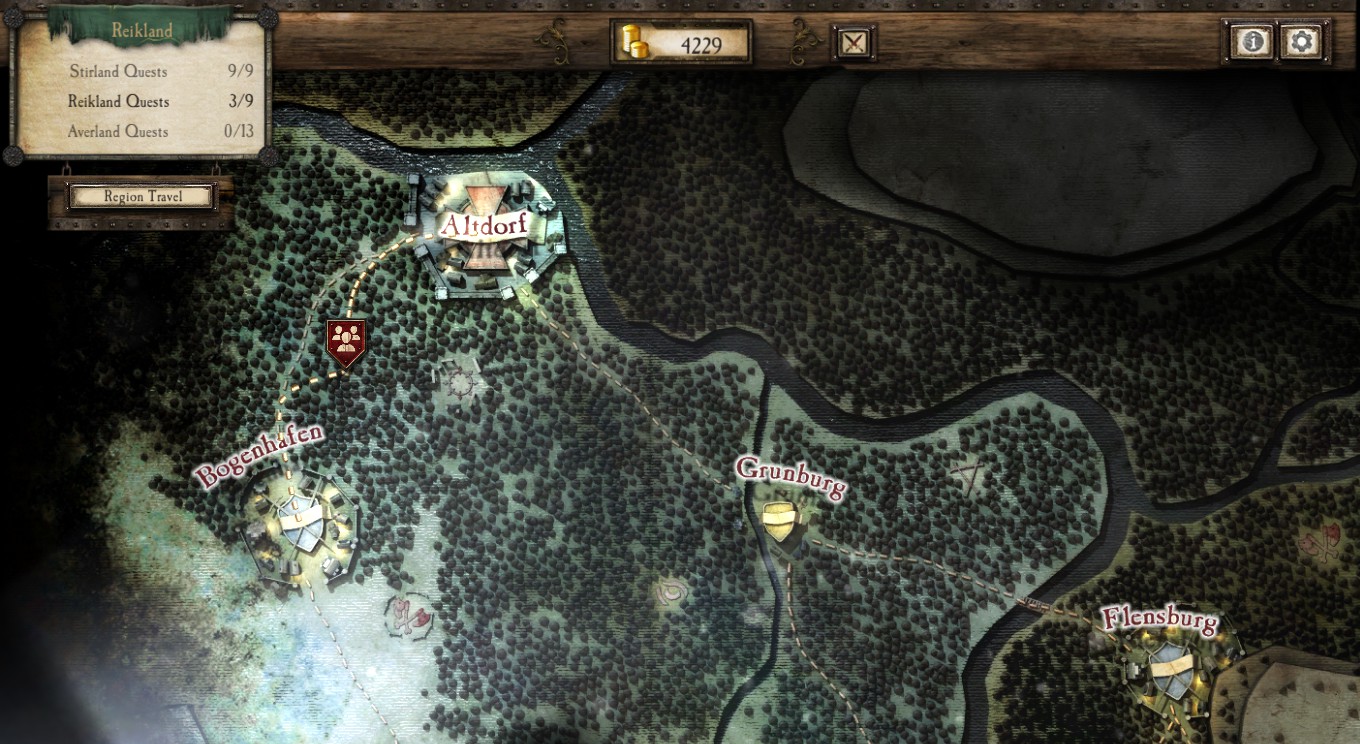 Reikland
4229
Stirland Quests 9/9
Reikland Quests 3/9
Averland Quests 0/13
Region Travel
Altdorf
Bogenhafen
Grunburg
Flensburg